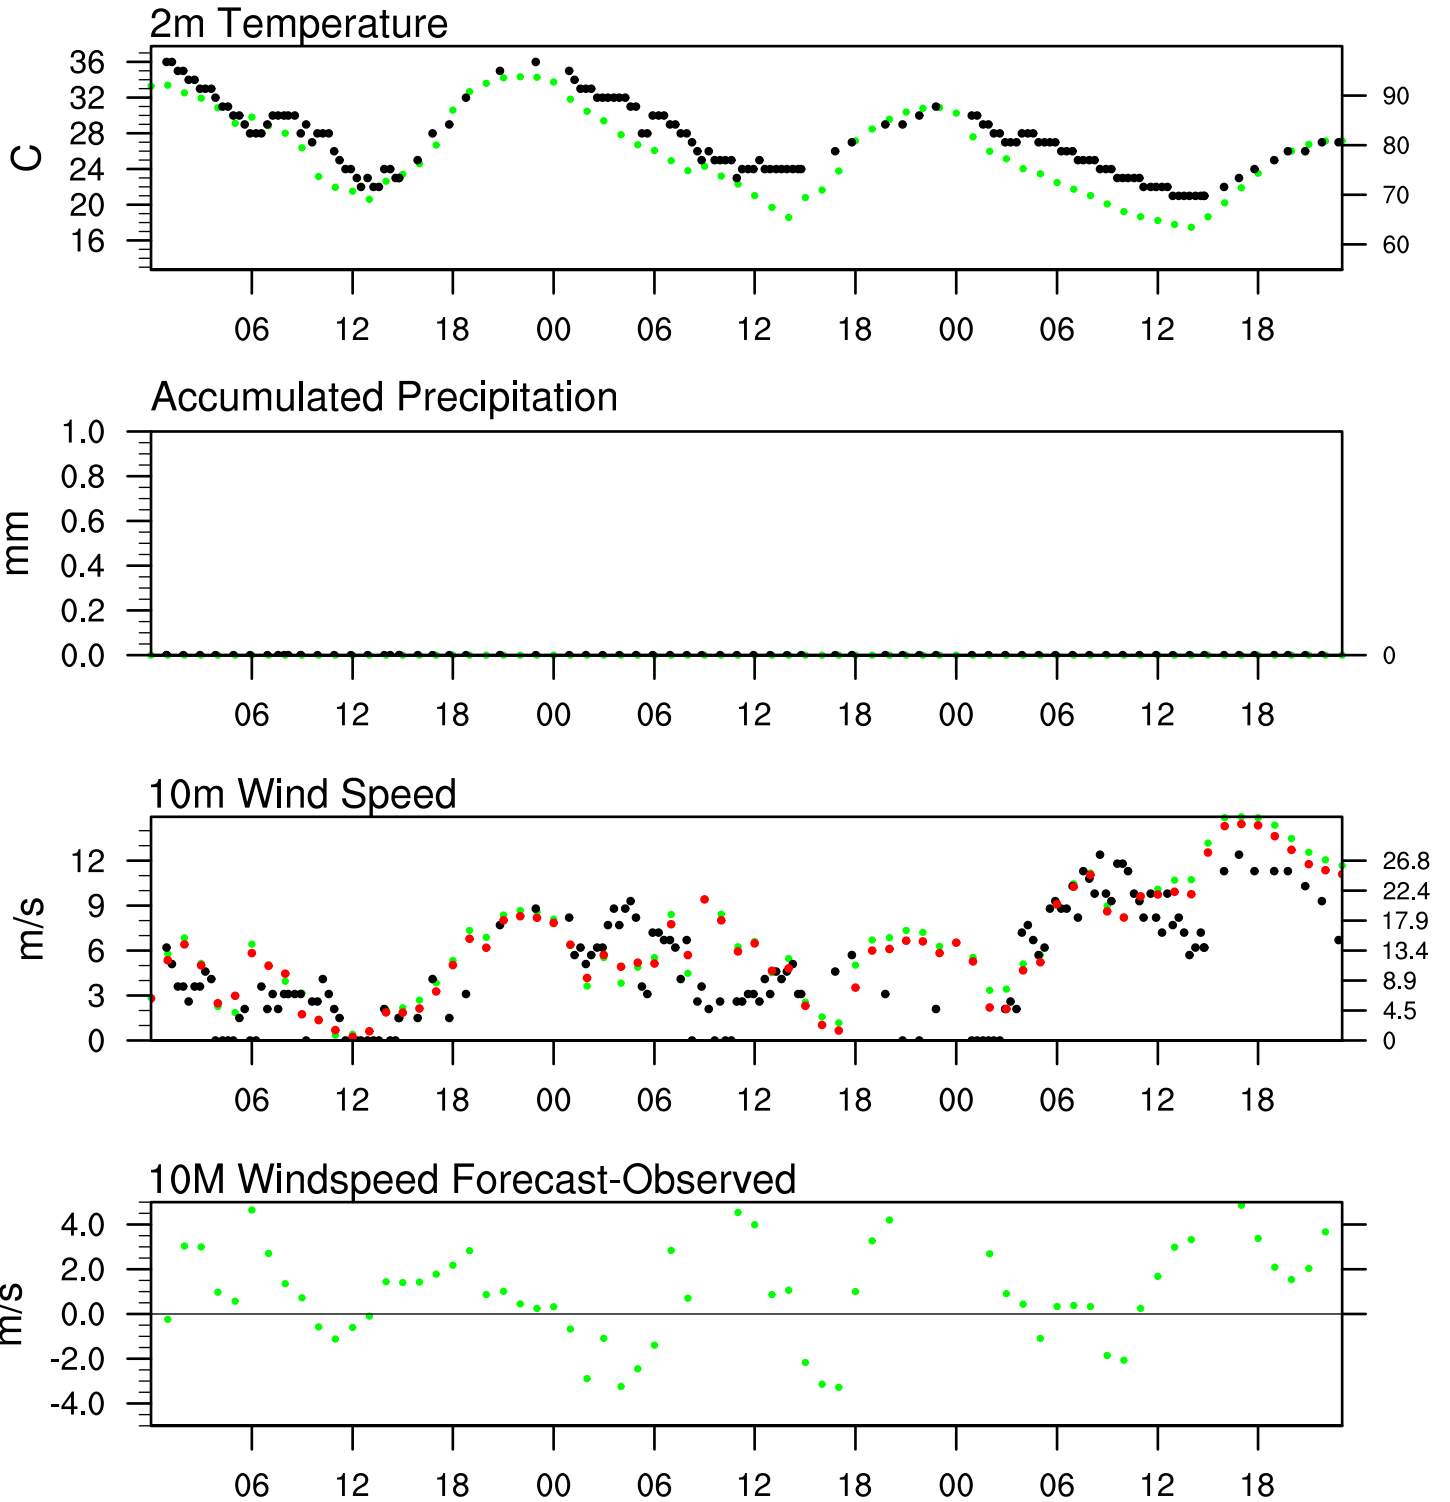 2m Temperature
36
32
28
24
20
16
C
90
80
70
60
06 12 18 00 06 12 18 00 06 12 18
Accumulated Precipitation
1.0
0.8
0.6
0.4
0.2
0.0
mm
0
06 12 18 00 06 12 18 00 06 12 18
10m Wind Speed
12
9
6
3
0
m/s
26.8
22.4
17.9
13.4
8.9
4.5
0
06 12 18 00 06 12 18 00 06 12 18
10M Windspeed Forecast-Observed
4.0
2.0
0.0
-2.0
-4.0
m/s
06 12 18 00 06 12 18 00 06 12 18